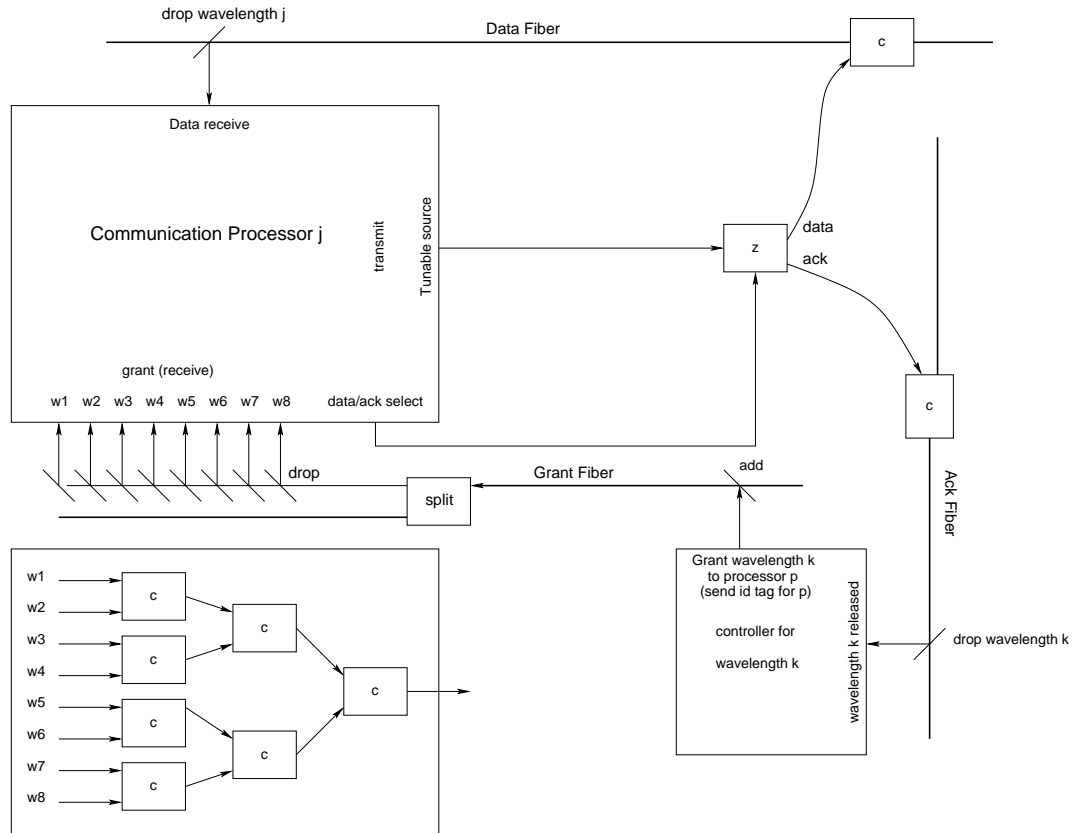 drop wavelength j
Data Fiber
c
Data receive
Communication Processor j
transmit
Tunable source
z
data
ack
grant (receive)
w1 w2 w3 w4 w5 w6 w7 w8
data/ack select
c
drop
split
Grant Fiber
add
Ack Fiber
w1
w2
w3
w4
w5
w6
w7
w8
c
c
c
c
c
c
c
Grant wavelength k
to processor p
(send id tag for p)
controller for
wavelength k
wavelength k released
drop wavelength k